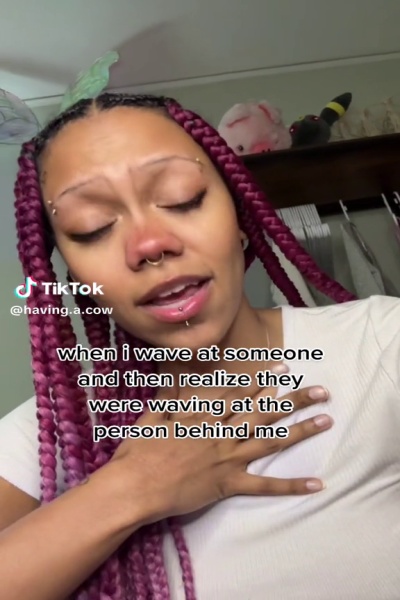 TikTok
@having.a.cow
when i wave at someone
and then realize they
were waving at the
person behind me